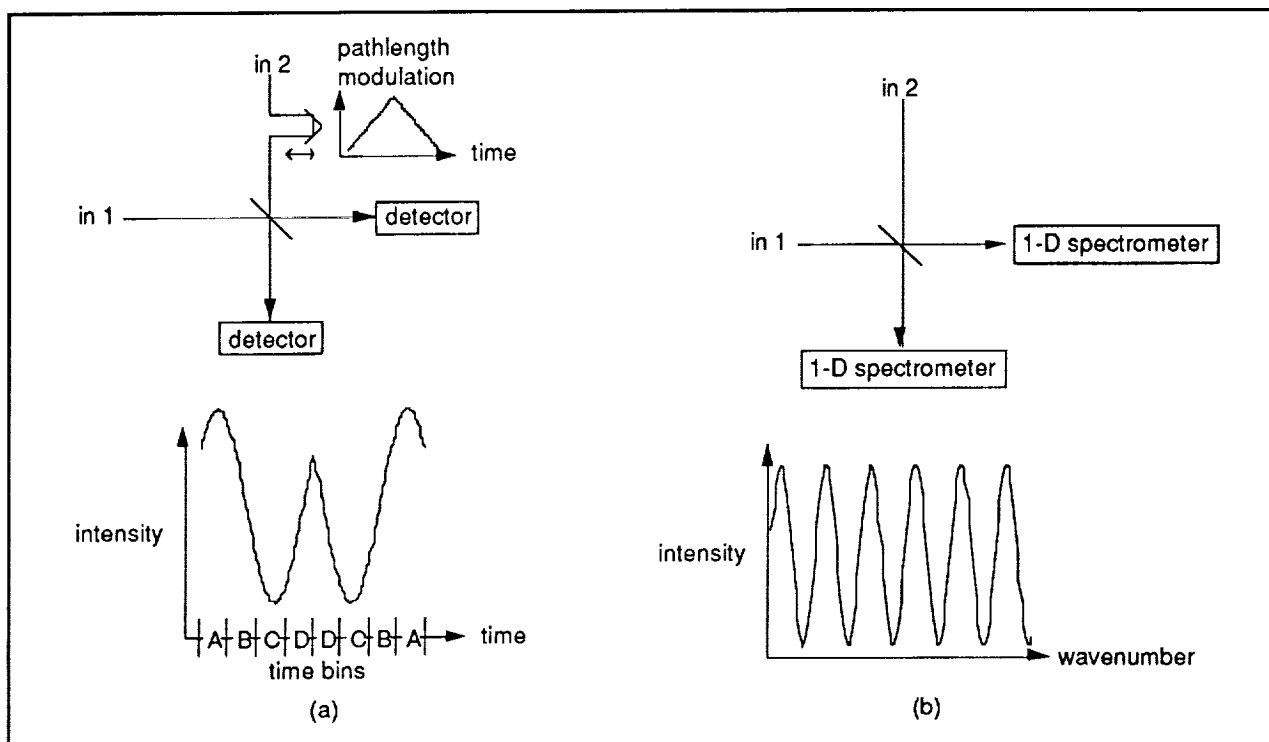 in 2
pathlength
modulation
time
in 1
detector
detector
intensity
A B C D D C B A
time
time bins
(a)
in 2
in 1
1-D spectrometer
1-D spectrometer
intensity
wavenumber
(b)